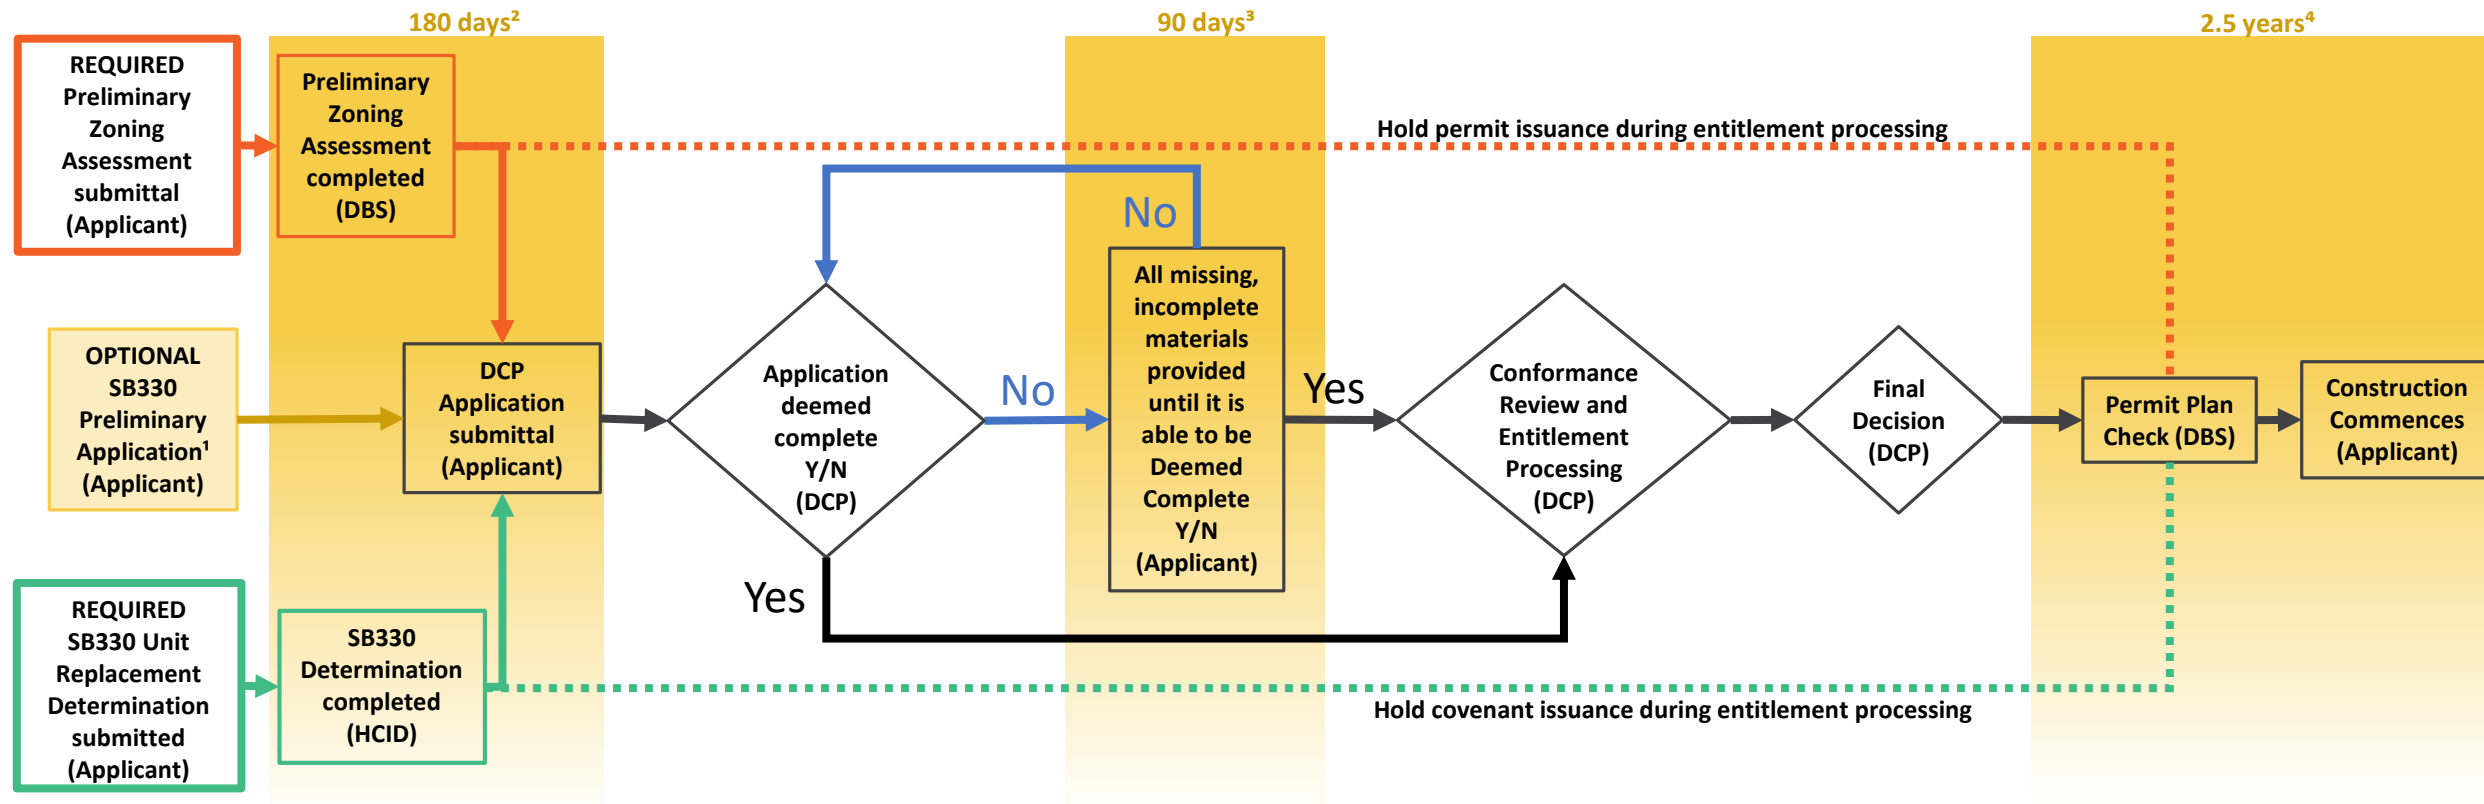 180 days²
90 days³
2.5 years⁴
REQUIRED
Preliminary
Zoning
Assessment
submittal
(Applicant)
Preliminary
Zoning
Assessment
completed
(DBS)
Hold permit issuance during entitlement processing
OPTIONAL
SB330
Preliminary
Application¹
(Applicant)
DCP
Application
submittal
(Applicant)
Application
deemed
complete
Y/N
(DCP)
No
No
Yes
All missing,
incomplete
materials
provided
until it is
able to be
Deemed
Complete
Y/N
(Applicant)
Yes
Conformance
Review and
Entitlement
Processing
(DCP)
Final
Decision
(DCP)
Permit Plan
Check (DBS)
Construction
Commences
(Applicant)
REQUIRED
SB330 Unit
Replacement
Determination
submitted
(Applicant)
SB330
Determination
completed
(HCID)
Hold covenant issuance during entitlement processing